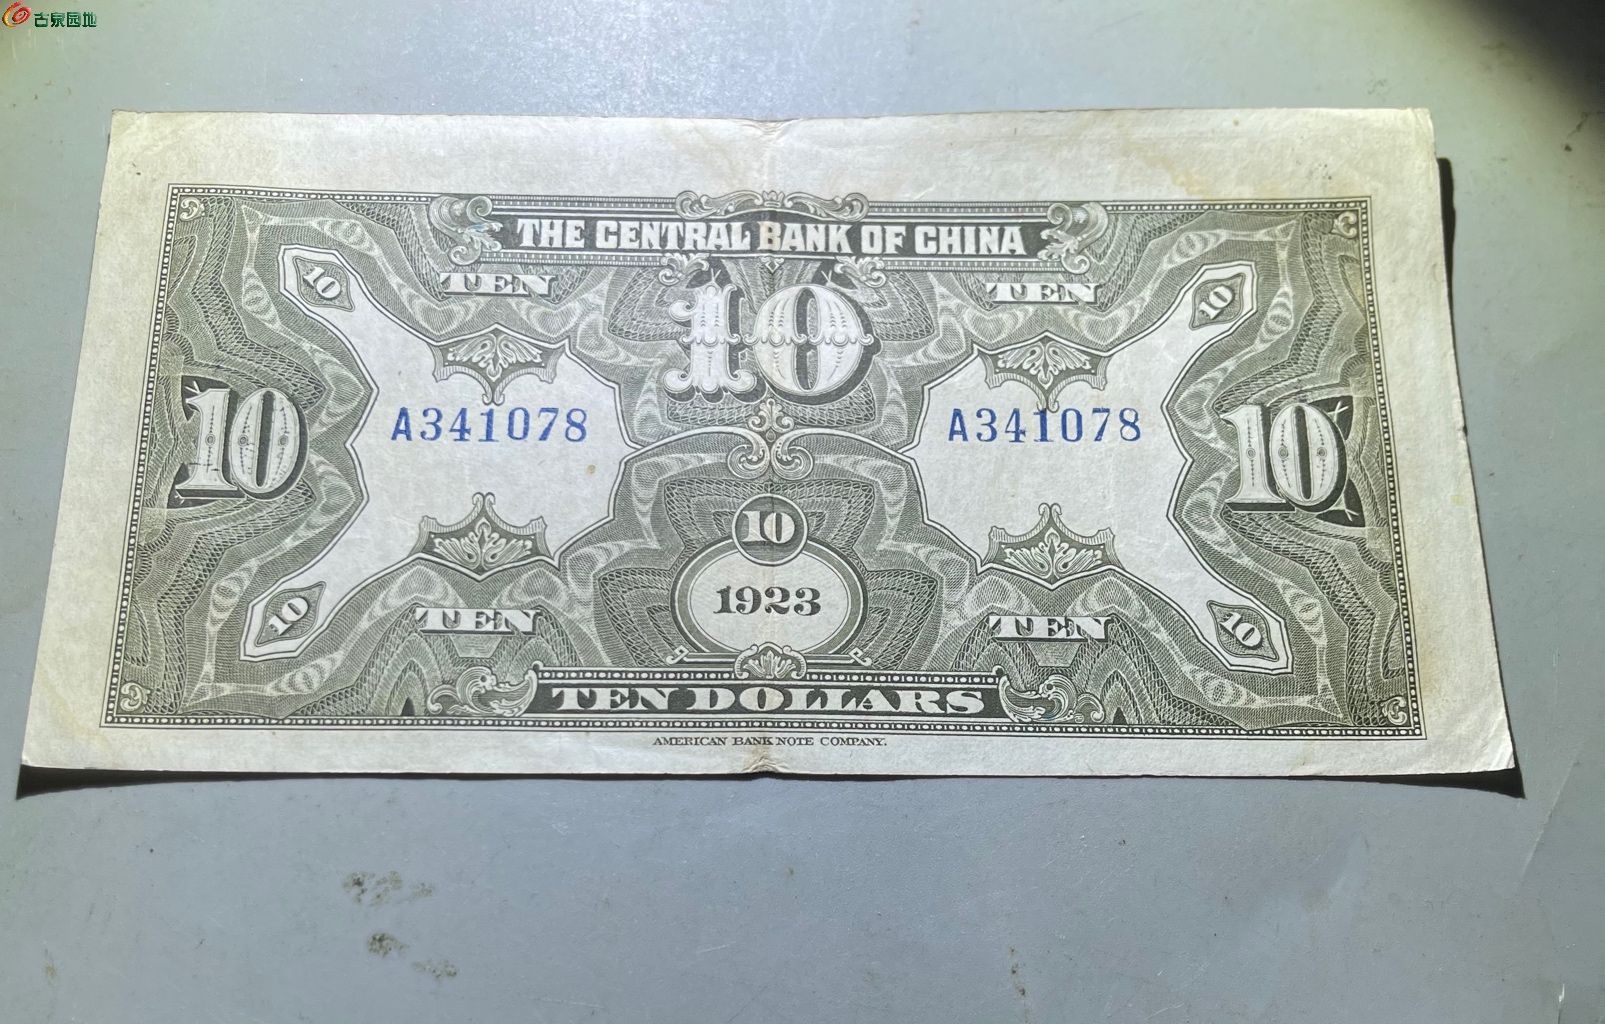 古泉园地
THE CENTRAL BANK OF CHINA
10 TEN TEN 10
10
A341078 A341078
10 10
10
1923
10 TEN TEN 10
TEN DOLLARS
AMERICAN BANK NOTE COMPANY.